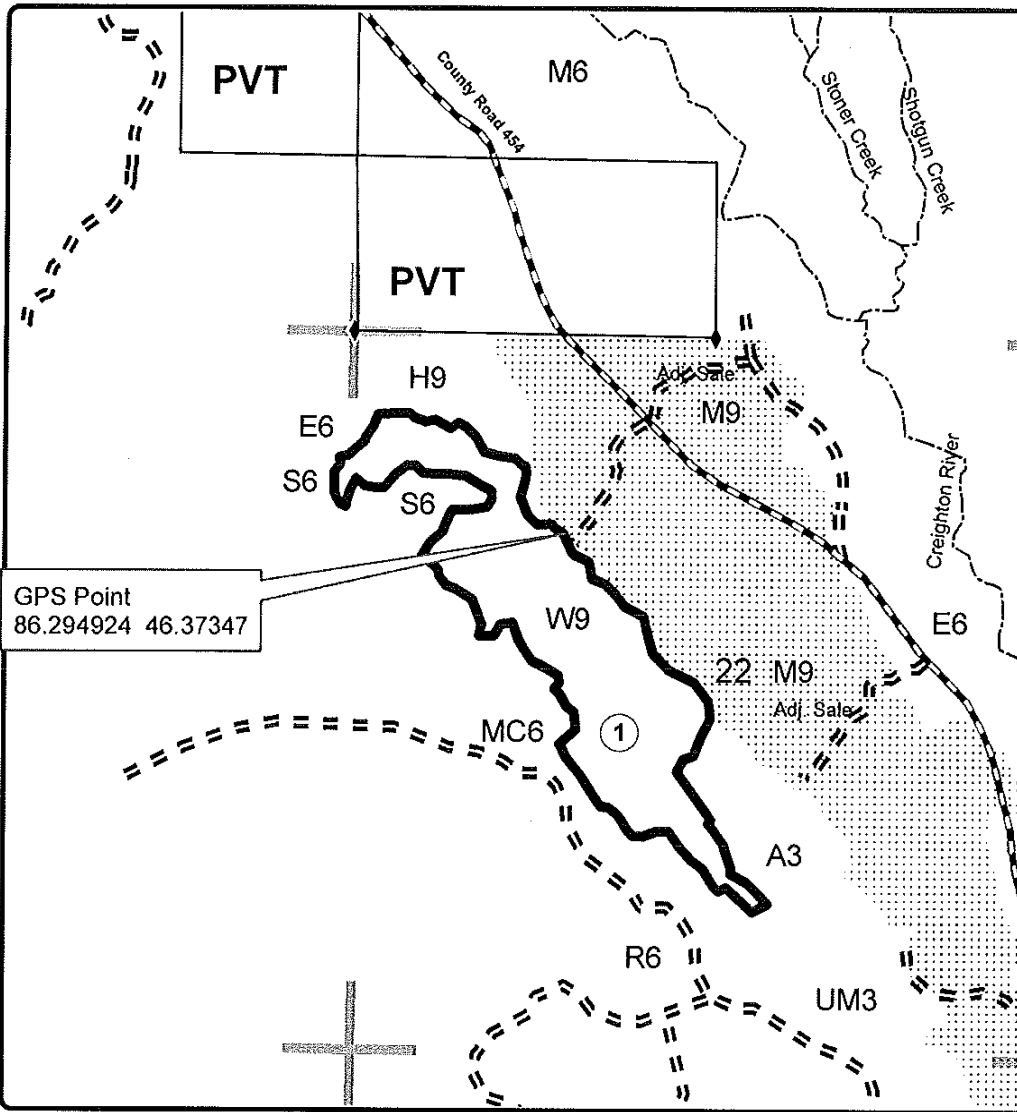 PVT
M6
County Road 454
Stoner Creek
Shotgun Creek
PVT
H9
Adj. Sale
M9
E6
S6
S6
Creighton River
GPS Point
86.294924 46.37347
W9
E6
22 M9
Adj. Sale
MC6
1
A3
R6
UM3